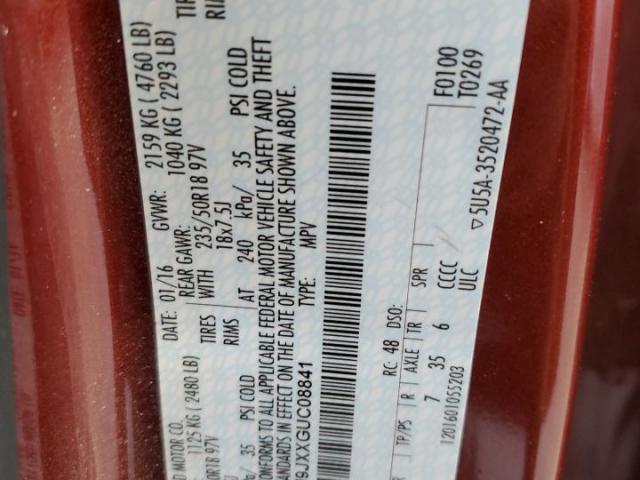 D MOTOR CO. DATE: 01/16 GVWR: 2159 KG ( 4760 LB)
1125 KG ( 2480 LB) REAR GAWR: 1040 KG ( 2293 LB)
0R18 97V TIRES WITH 235/50R18 97V TIR
RIMS 18x7.5J RI
/ 35 PSI COLD AT 240 kPa/ 35 PSI COLD
ONFORMS TO ALL APPLICABLE FEDERAL MOTOR VEHICLE SAFETY AND THEFT
ANDARDS IN EFFECT ON THE DATE OF MANUFACTURE SHOWN ABOVE.
9JXXGUC08841 TYPE: MPV
F0100
T0269
RC: 48 DSO:
TP/PS R AXLE TR SPR
7 35 6 CCCC
1201601055203 ULC ▽5U5A-3520472-AA